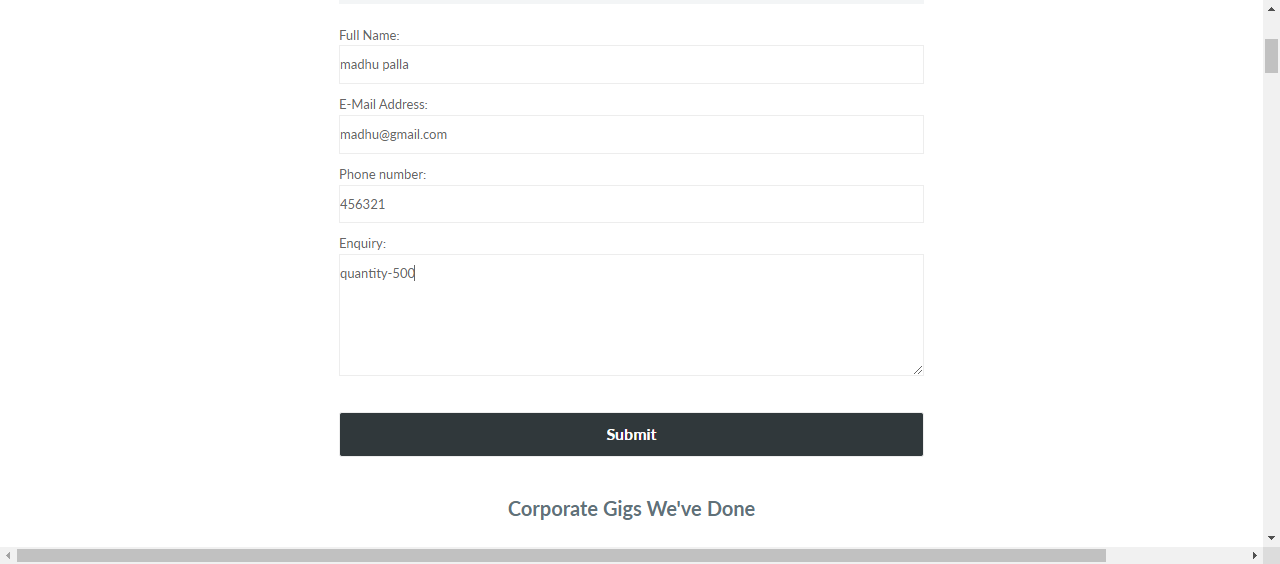 Full Name:
madhu palla
E-Mail Address:
madhu@gmail.com
Phone number:
456321
Enquiry:
quantity-500
Submit
Corporate Gigs We've Done